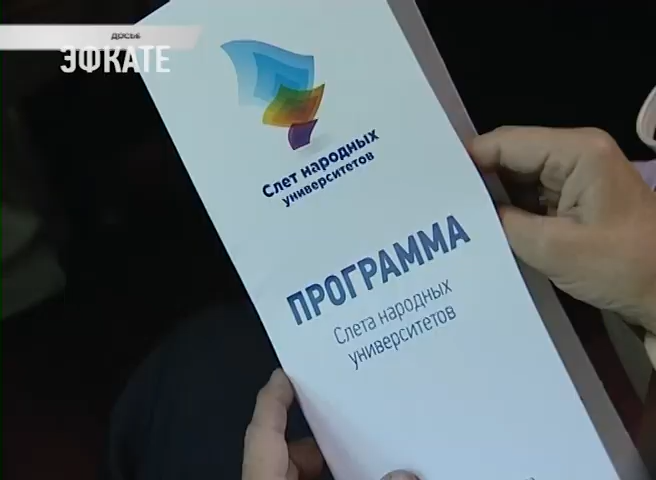 ДОСЬЕ
ЭФКАТЕ
Слет народных
университетов
ПРОГРАММА
Слета народных
университетов